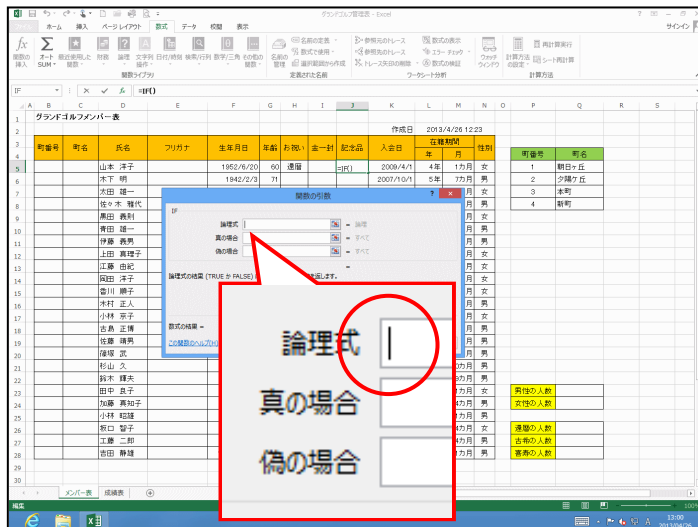 グランドゴルフ管理表 - Excel
ホーム 挿入 ページレイアウト 数式 データ 校閲 表示
サインイン
関数の挿入
オート SUM
最近使用した関数
財務
論理
文字列操作
日付/時刻
検索/行列
数学/三角
その他の関数
関数ライブラリ
名前の管理
名前の定義
数式で使用
選択範囲から作成
定義された名前
参照元のトレース
参照先のトレース
トレース矢印の削除
数式の表示
エラー チェック
数式の検証
ワークシート分析
ウォッチウィンドウ
計算方法の設定
再計算実行
シート再計算
計算方法
IF
=IF()
A B C D E F G H I J K L M N O P Q R S
グランドゴルフメンバー表
作成日 2013/4/26 12:23
町番号 町名 氏名 フリガナ 生年月日 年齢 お祝い 金一封 記念品 入会日 在籍期間 年 月 性別
町番号 町名
山本 洋子 1952/6/20 60 還暦 =IF() 2009/4/1 4年 1カ月 女
1 朝日ヶ丘
木下 明 1942/2/3 71 2007/10/1 5年 7カ月 男
2 夕陽ケ丘
太田 雄一
3 本町
佐々木 雅代
4 新町
黒田 義則
青田 雄一
伊藤 義男
上田 真理子
工藤 由紀
岡田 洋子
香川 順子
木村 正人
小林 京子
古島 正博
佐藤 晴男
篠塚 武
杉山 久
鈴木 輝夫
田中 良子
男性の人数
加藤 真知子
女性の人数
小林 昭雄
坂口 智子
還暦の人数
工藤 二郎
古希の人数
吉田 静雄
喜寿の人数
関数の引数
IF
論理式 = 論理
真の場合 = すべて
偽の場合 = すべて
=
論理式の結果 (TRUE か FALSE)
を返します。
数式の結果 =
この関数のヘルプ(H)
論理式
真の場合
偽の場合
メンバー表 成績表
編集
100%
13:00